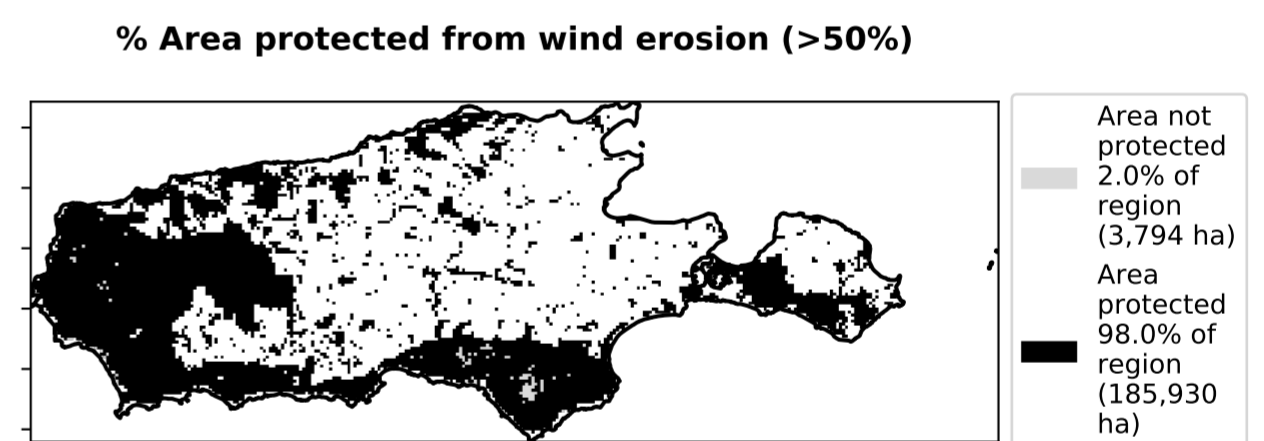 % Area protected from wind erosion (>50%)
Area not
protected
2.0% of
region
(3,794 ha)
Area
protected
98.0% of
region
(185,930
ha)